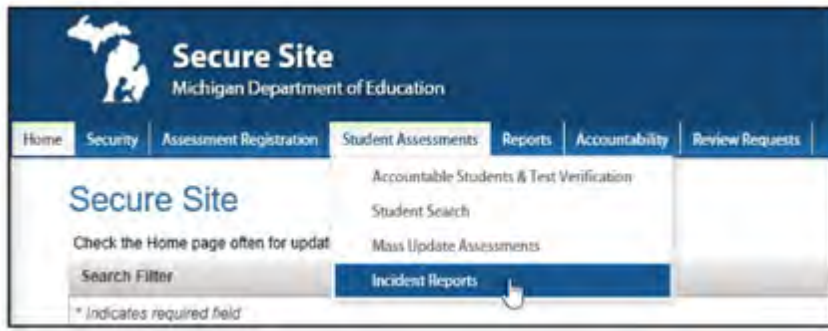 Secure Site
Michigan Department of Education
Home Security Assessment Registration Student Assessments Reports Accountability Review Requests
Accountable Students & Test Verification
Secure Site
Student Search
Check the Home page often for updat
Mass Update Assessments
Search Filter
Incident Reports
* Indicates required field